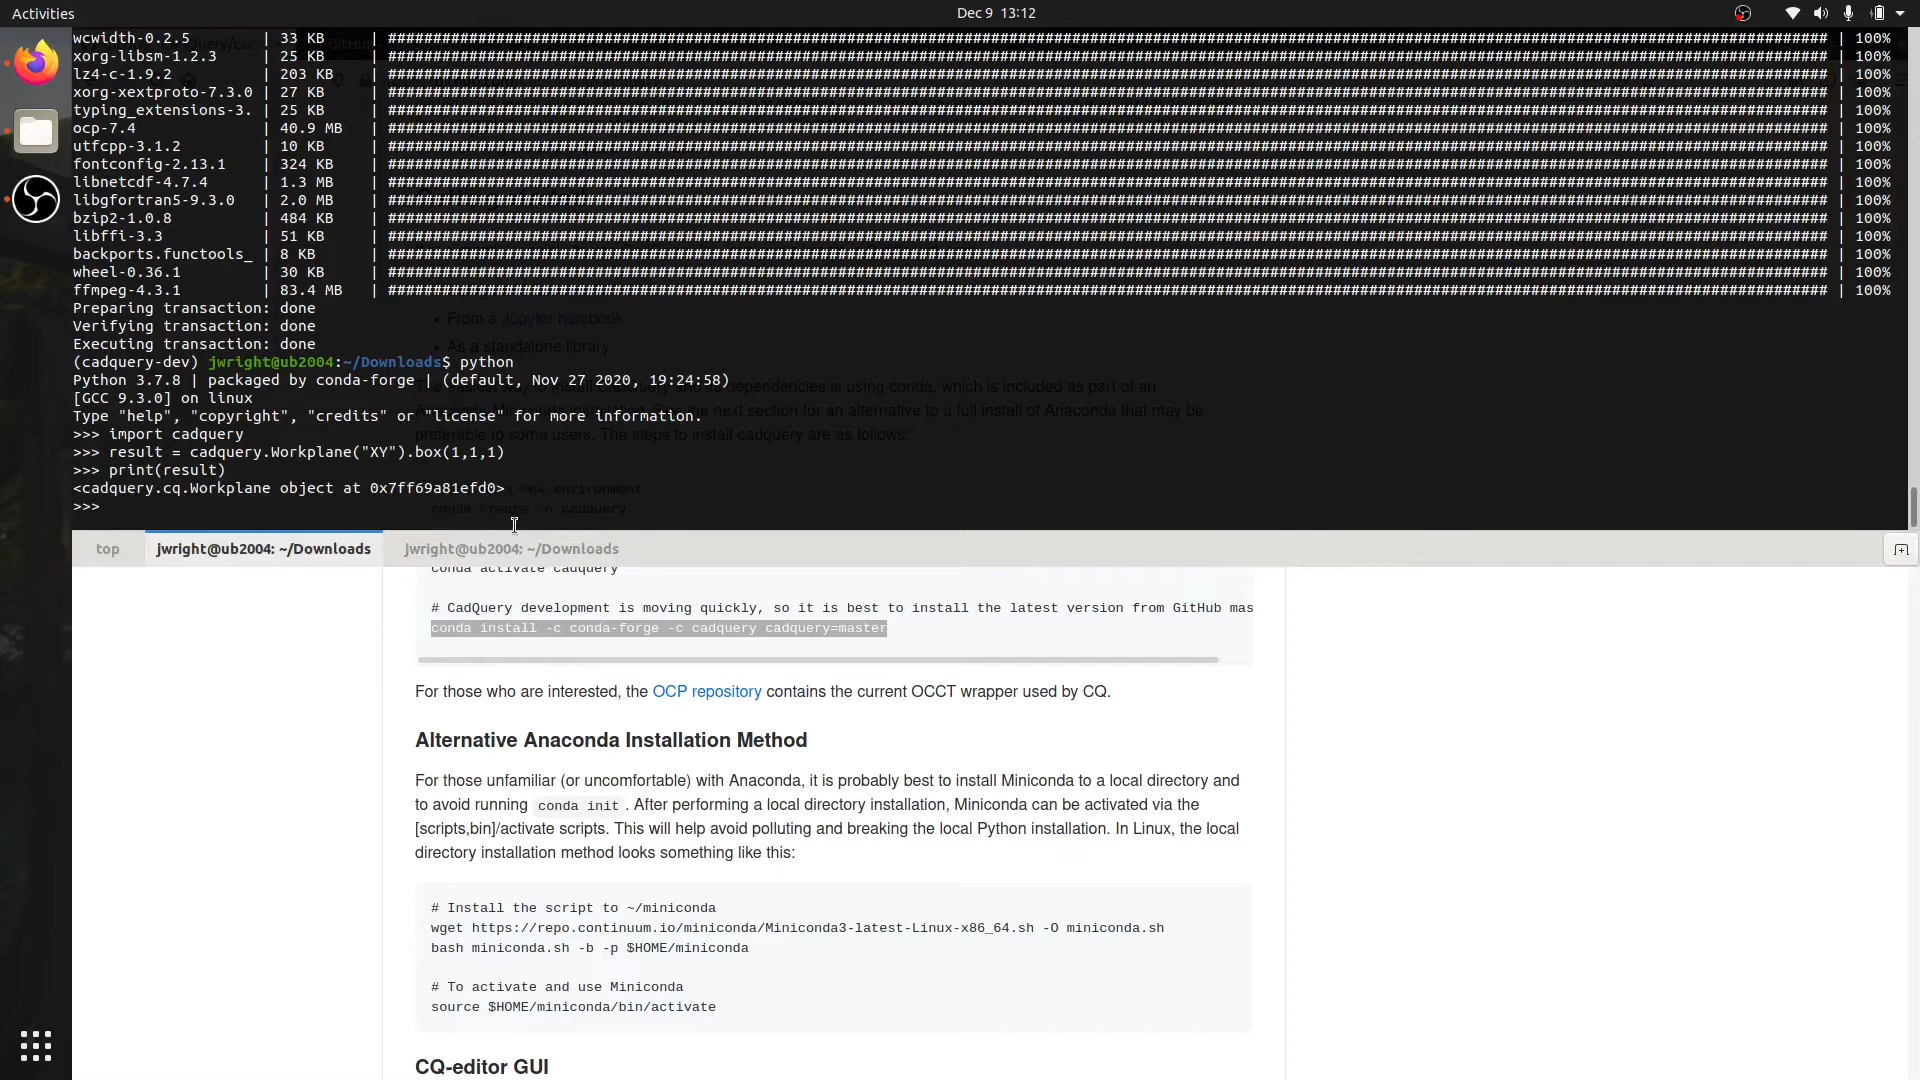 Activities
Dec 9 13:12
wcwidth-0.2.5 | 33 KB | ################################################################################################################################################################ | 100%
xorg-libsm-1.2.3 | 25 KB | ################################################################################################################################################################ | 100%
lz4-c-1.9.2 | 203 KB | ################################################################################################################################################################ | 100%
xorg-xextproto-7.3.0 | 27 KB | ################################################################################################################################################################ | 100%
typing_extensions-3. | 25 KB | ################################################################################################################################################################ | 100%
ocp-7.4 | 40.9 MB | ################################################################################################################################################################ | 100%
utfcpp-3.1.2 | 10 KB | ################################################################################################################################################################ | 100%
fontconfig-2.13.1 | 324 KB | ################################################################################################################################################################ | 100%
libnetcdf-4.7.4 | 1.3 MB | ################################################################################################################################################################ | 100%
libgfortran5-9.3.0 | 2.0 MB | ################################################################################################################################################################ | 100%
bzip2-1.0.8 | 484 KB | ################################################################################################################################################################ | 100%
libffi-3.3 | 51 KB | ################################################################################################################################################################ | 100%
backports.functools_ | 8 KB | ################################################################################################################################################################ | 100%
wheel-0.36.1 | 30 KB | ################################################################################################################################################################ | 100%
ffmpeg-4.3.1 | 83.4 MB | ################################################################################################################################################################ | 100%
Preparing transaction: done
Verifying transaction: done
Executing transaction: done
(cadquery-dev) jwright@ub2004:~/Downloads$ python
Python 3.7.8 | packaged by conda-forge | (default, Nov 27 2020, 19:24:58)
[GCC 9.3.0] on linux
Type "help", "copyright", "credits" or "license" for more information.
>>> import cadquery
>>> result = cadquery.Workplane("XY").box(1,1,1)
>>> print(result)
<cadquery.cq.Workplane object at 0x7ff69a81efd0>
>>>
From a Jupyter notebook
As a standalone library
conda create -n cadquery
top
jwright@ub2004: ~/Downloads
jwright@ub2004: ~/Downloads
conda activate cadquery
# CadQuery development is moving quickly, so it is best to install the latest version from GitHub mas
conda install -c conda-forge -c cadquery cadquery=master
For those who are interested, the OCP repository contains the current OCCT wrapper used by CQ.
Alternative Anaconda Installation Method
For those unfamiliar (or uncomfortable) with Anaconda, it is probably best to install Miniconda to a local directory and
to avoid running conda init . After performing a local directory installation, Miniconda can be activated via the
[scripts,bin]/activate scripts. This will help avoid polluting and breaking the local Python installation. In Linux, the local
directory installation method looks something like this:
# Install the script to ~/miniconda
wget https://repo.continuum.io/miniconda/Miniconda3-latest-Linux-x86_64.sh -O miniconda.sh
bash miniconda.sh -b -p $HOME/miniconda
# To activate and use Miniconda
source $HOME/miniconda/bin/activate
CQ-editor GUI